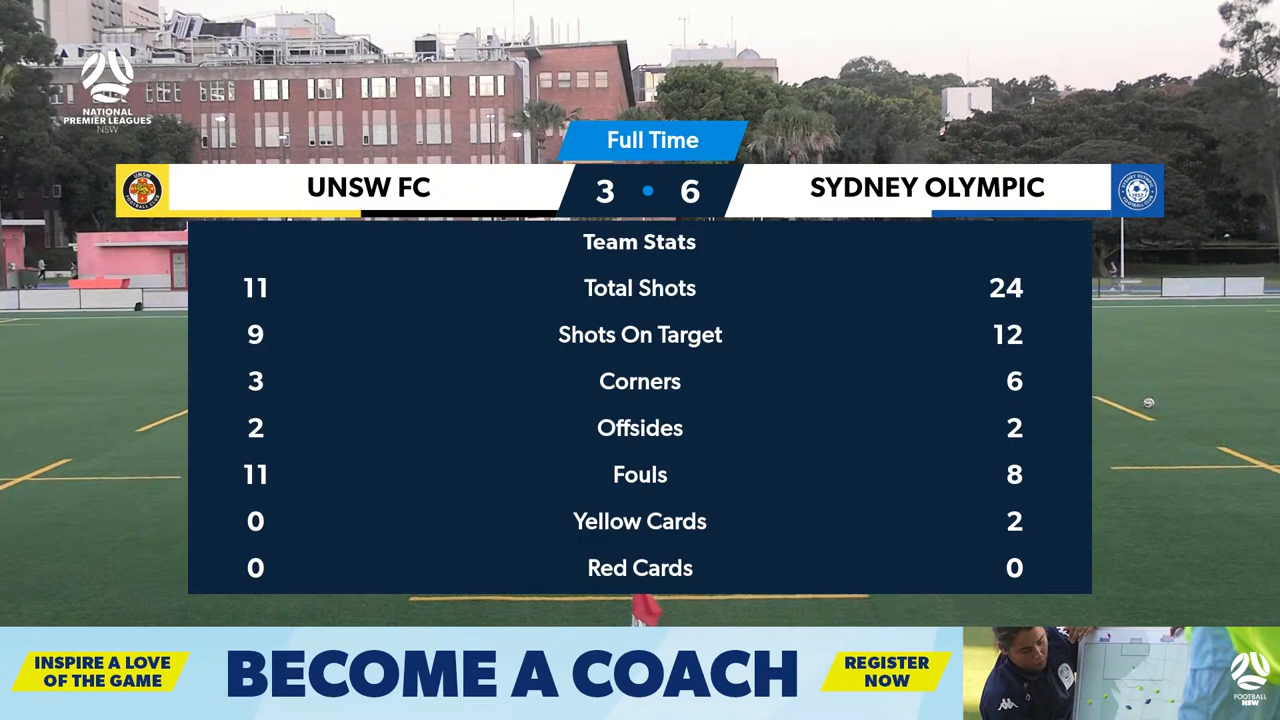 NATIONAL
PREMIER LEAGUES
NSW
Full Time
UNSW FC
3 • 6
SYDNEY OLYMPIC
Team Stats
11 Total Shots 24
9 Shots On Target 12
3 Corners 6
2 Offsides 2
11 Fouls 8
0 Yellow Cards 2
0 Red Cards 0
INSPIRE A LOVE
OF THE GAME
BECOME A COACH
REGISTER
NOW
FOOTBALL
NSW